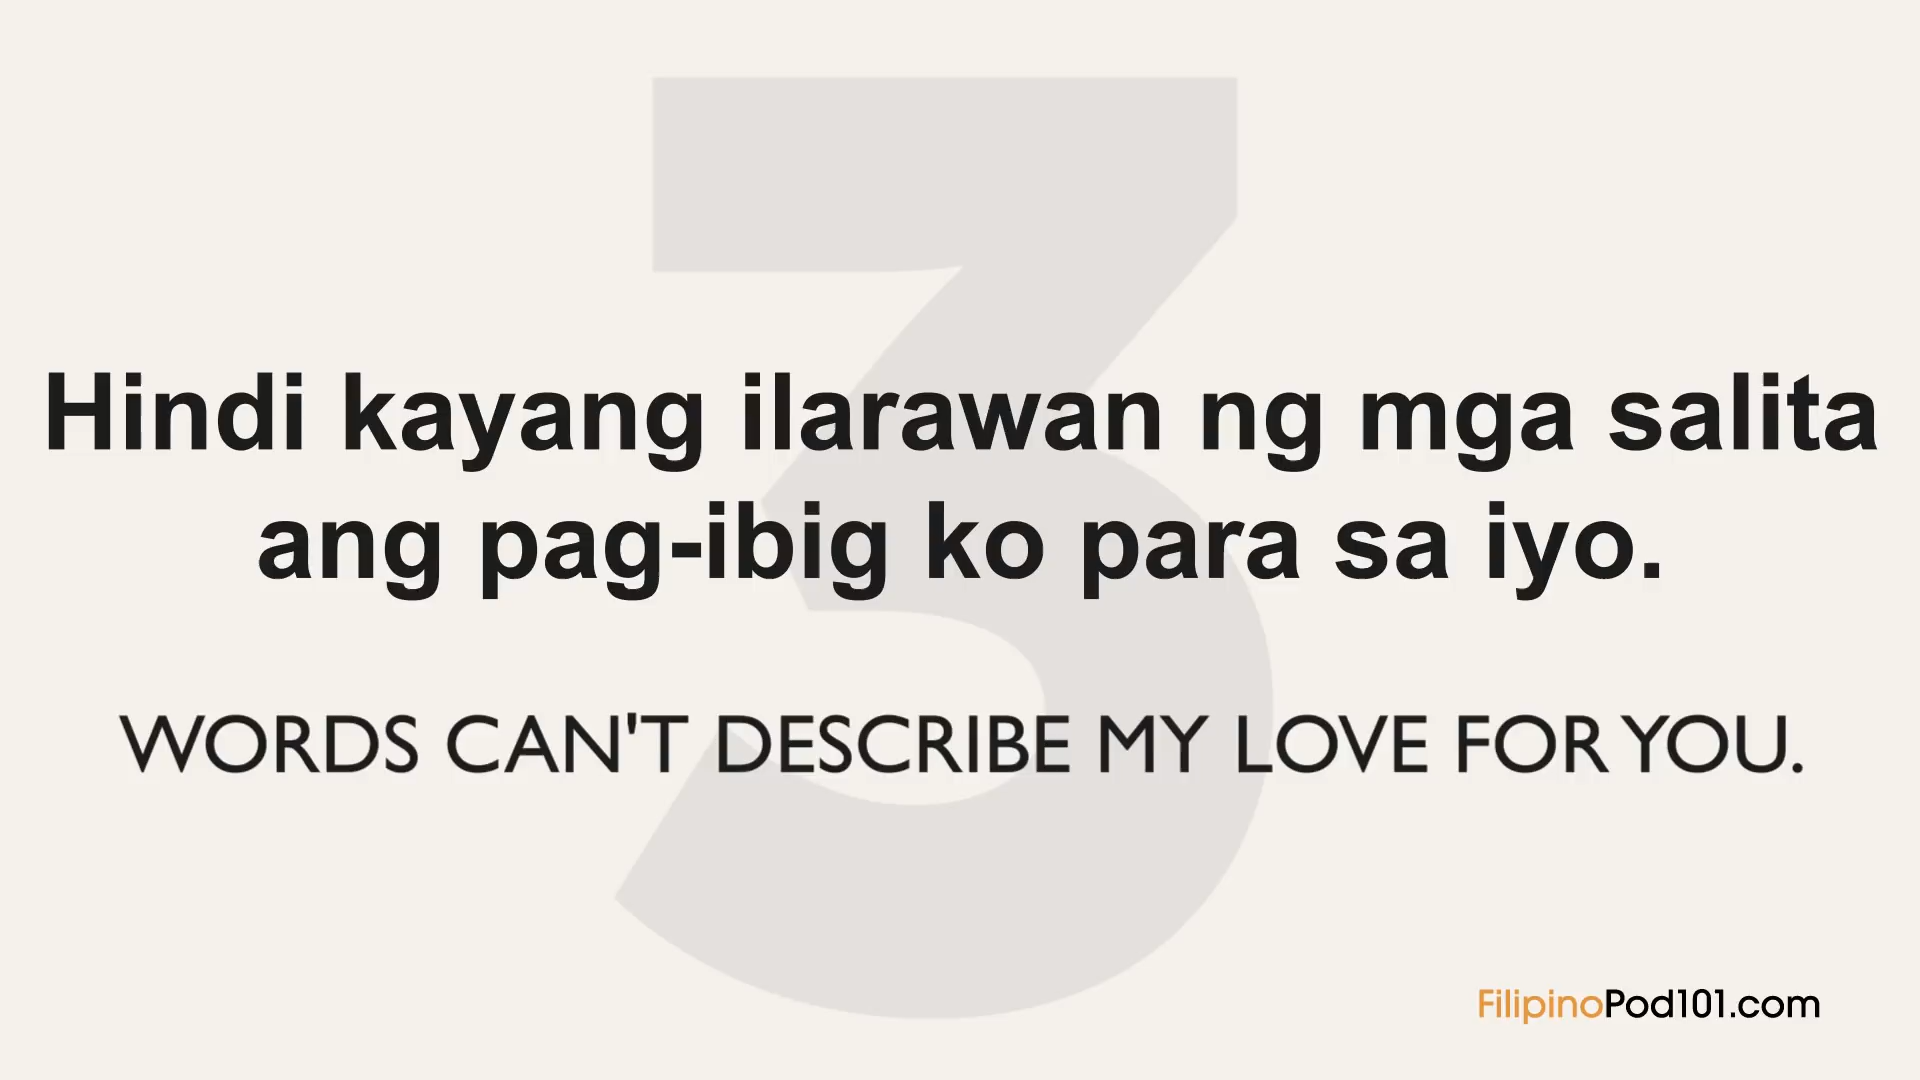 3
Hindi kayang ilarawan ng mga salita
ang pag-ibig ko para sa iyo.
WORDS CAN'T DESCRIBE MY LOVE FOR YOU.
FilipinoPod101.com